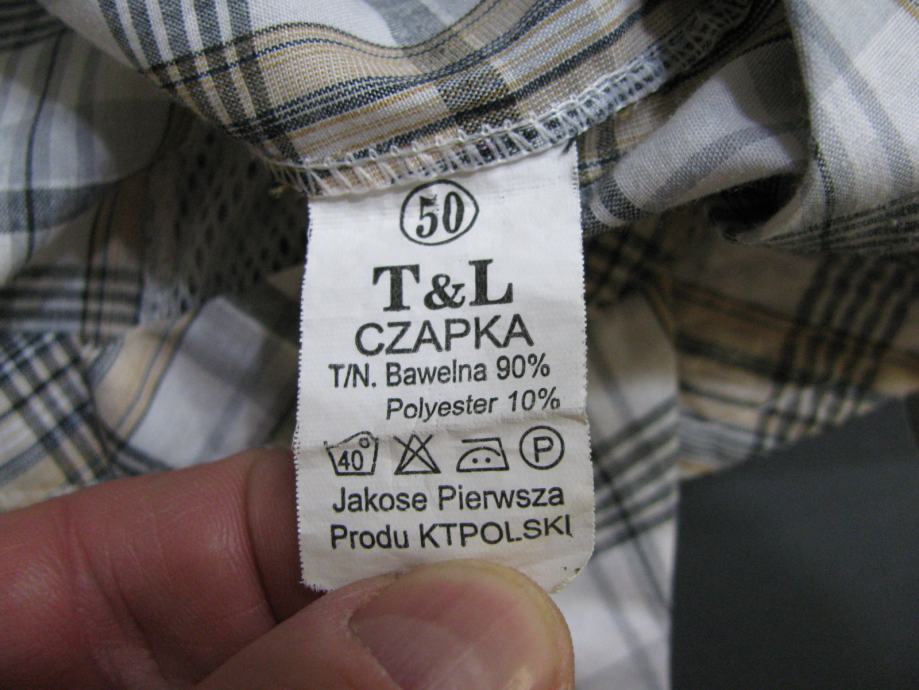 50
T&L
CZAPKA
T/N. Bawelna 90%
Polyester 10%
40° P
Jakose Pierwsza
Produ KTPOLSKI